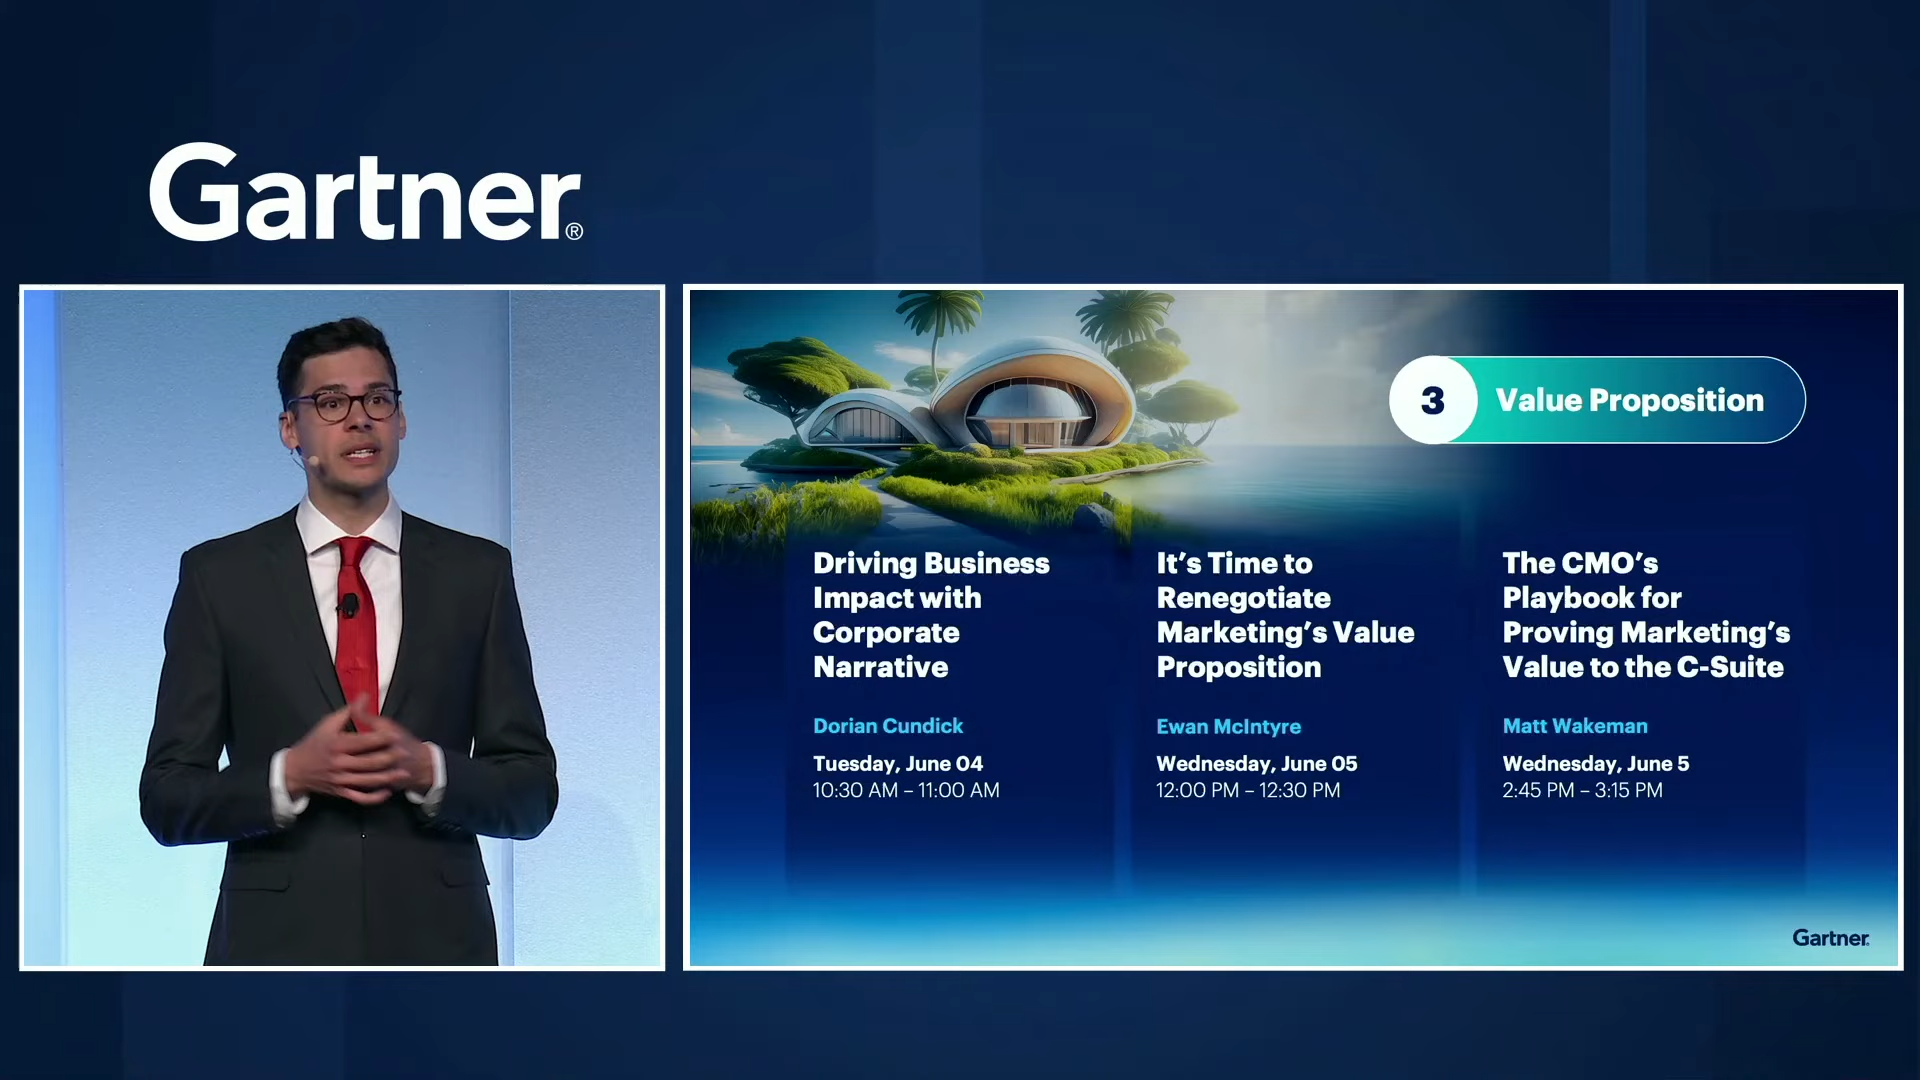 Gartner®
3 Value Proposition
Driving Business
Impact with
Corporate
Narrative
Dorian Cundick
Tuesday, June 04
10:30 AM – 11:00 AM
It’s Time to
Renegotiate
Marketing’s Value
Proposition
Ewan McIntyre
Wednesday, June 05
12:00 PM – 12:30 PM
The CMO’s
Playbook for
Proving Marketing’s
Value to the C-Suite
Matt Wakeman
Wednesday, June 5
2:45 PM – 3:15 PM
Gartner